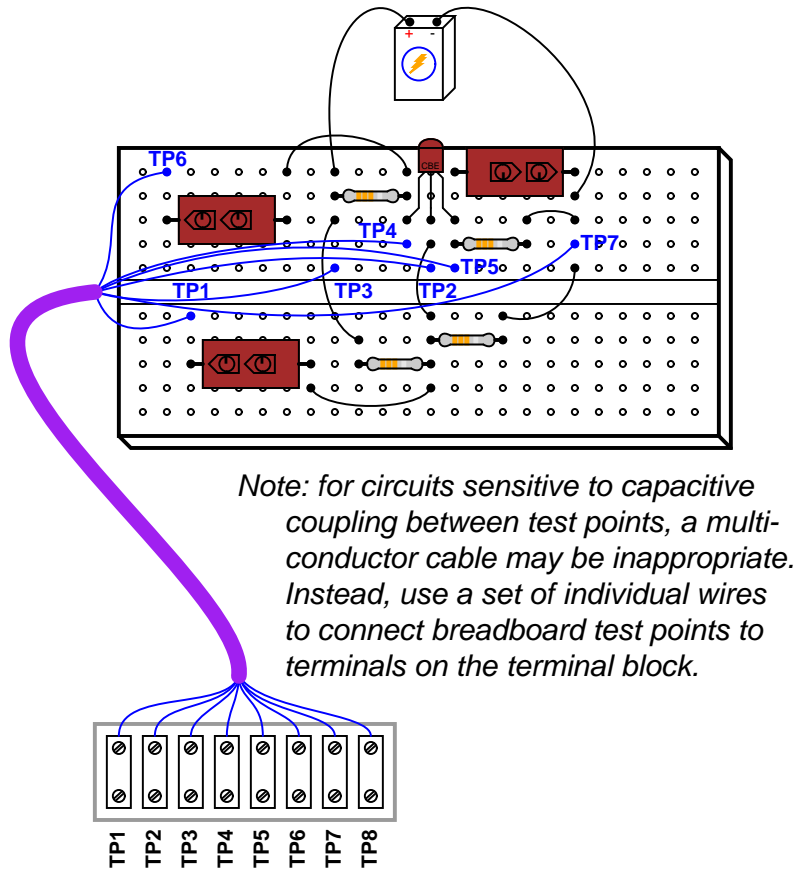 + -
CBE
TP6
TP4
TP7
TP5
TP1
TP3
TP2
Note: for circuits sensitive to capacitive
coupling between test points, a multi-
conductor cable may be inappropriate.
Instead, use a set of individual wires
to connect breadboard test points to
terminals on the terminal block.
TP1
TP2
TP3
TP4
TP5
TP6
TP7
TP8